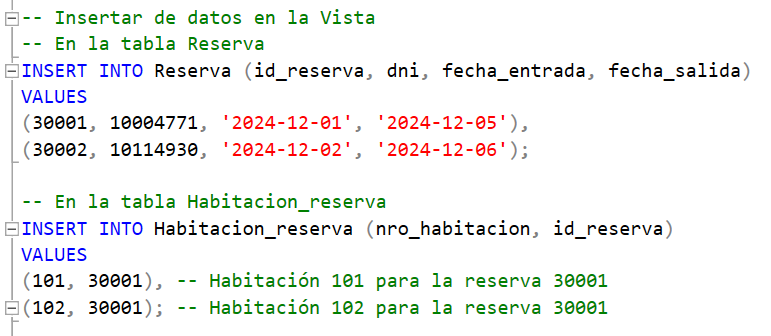 -- Insertar de datos en la Vista
-- En la tabla Reserva
INSERT INTO Reserva (id_reserva, dni, fecha_entrada, fecha_salida)
VALUES
(30001, 10004771, '2024-12-01', '2024-12-05'),
(30002, 10114930, '2024-12-02', '2024-12-06');
-- En la tabla Habitacion_reserva
INSERT INTO Habitacion_reserva (nro_habitacion, id_reserva)
VALUES
(101, 30001), -- Habitación 101 para la reserva 30001
(102, 30001); -- Habitación 102 para la reserva 30001